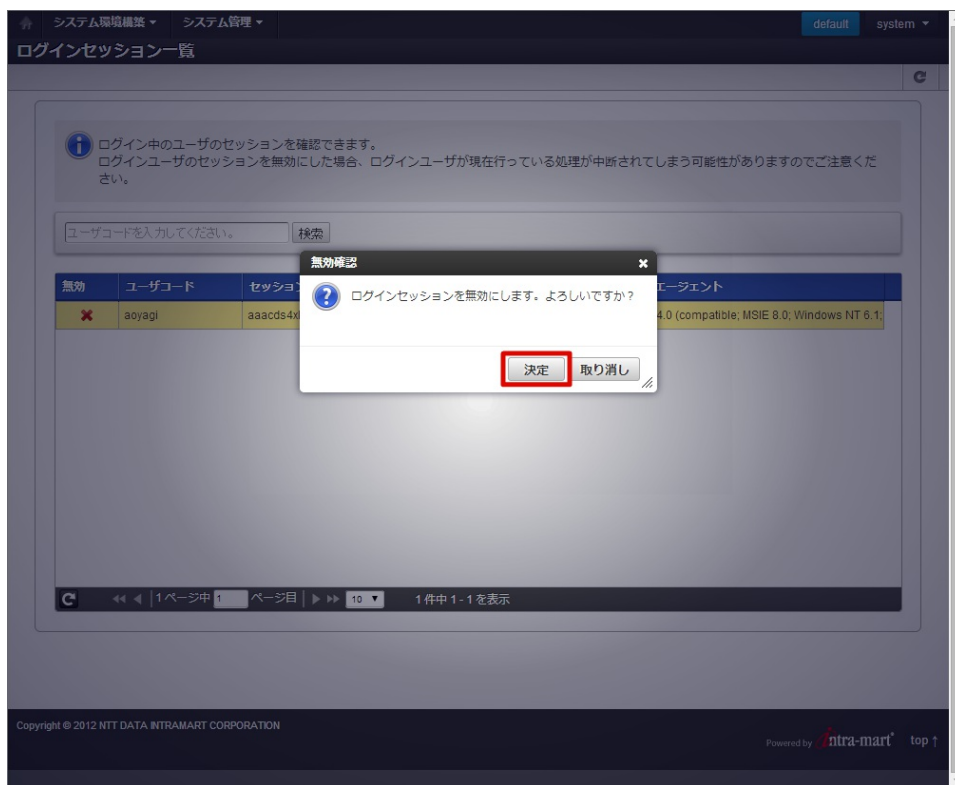 システム環境構築 ▼ システム管理 ▼ default system ▼
ログインセッション一覧
ログイン中のユーザのセッションを確認できます。
ログインユーザのセッションを無効にした場合、ログインユーザが現在行っている処理が中断されてしまう可能性がありますのでご注意くだ
さい。
ユーザコードを入力してください。 検索
無効確認
ログインセッションを無効にします。よろしいですか？
決定 取り消し
無効 ユーザコード セッション エージェント
aoyagi aaacds4x 4.0 (compatible; MSIE 8.0; Windows NT 6.1;
1 ページ中 1 ページ目 10 ▼ 1 件中 1 - 1 を表示
Copyright © 2012 NTT DATA INTRAMART CORPORATION
Powered by intra-mart top ↑